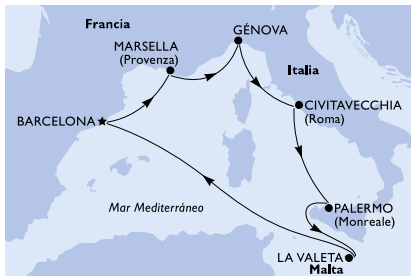 Francia
GÉNOVA
MARSELLA
(Provenza)
Italia
CIVITAVECCHIA
(Roma)
BARCELONA
Mar Mediterráneo
PALERMO
(Monreale)
LA VALETA
Malta